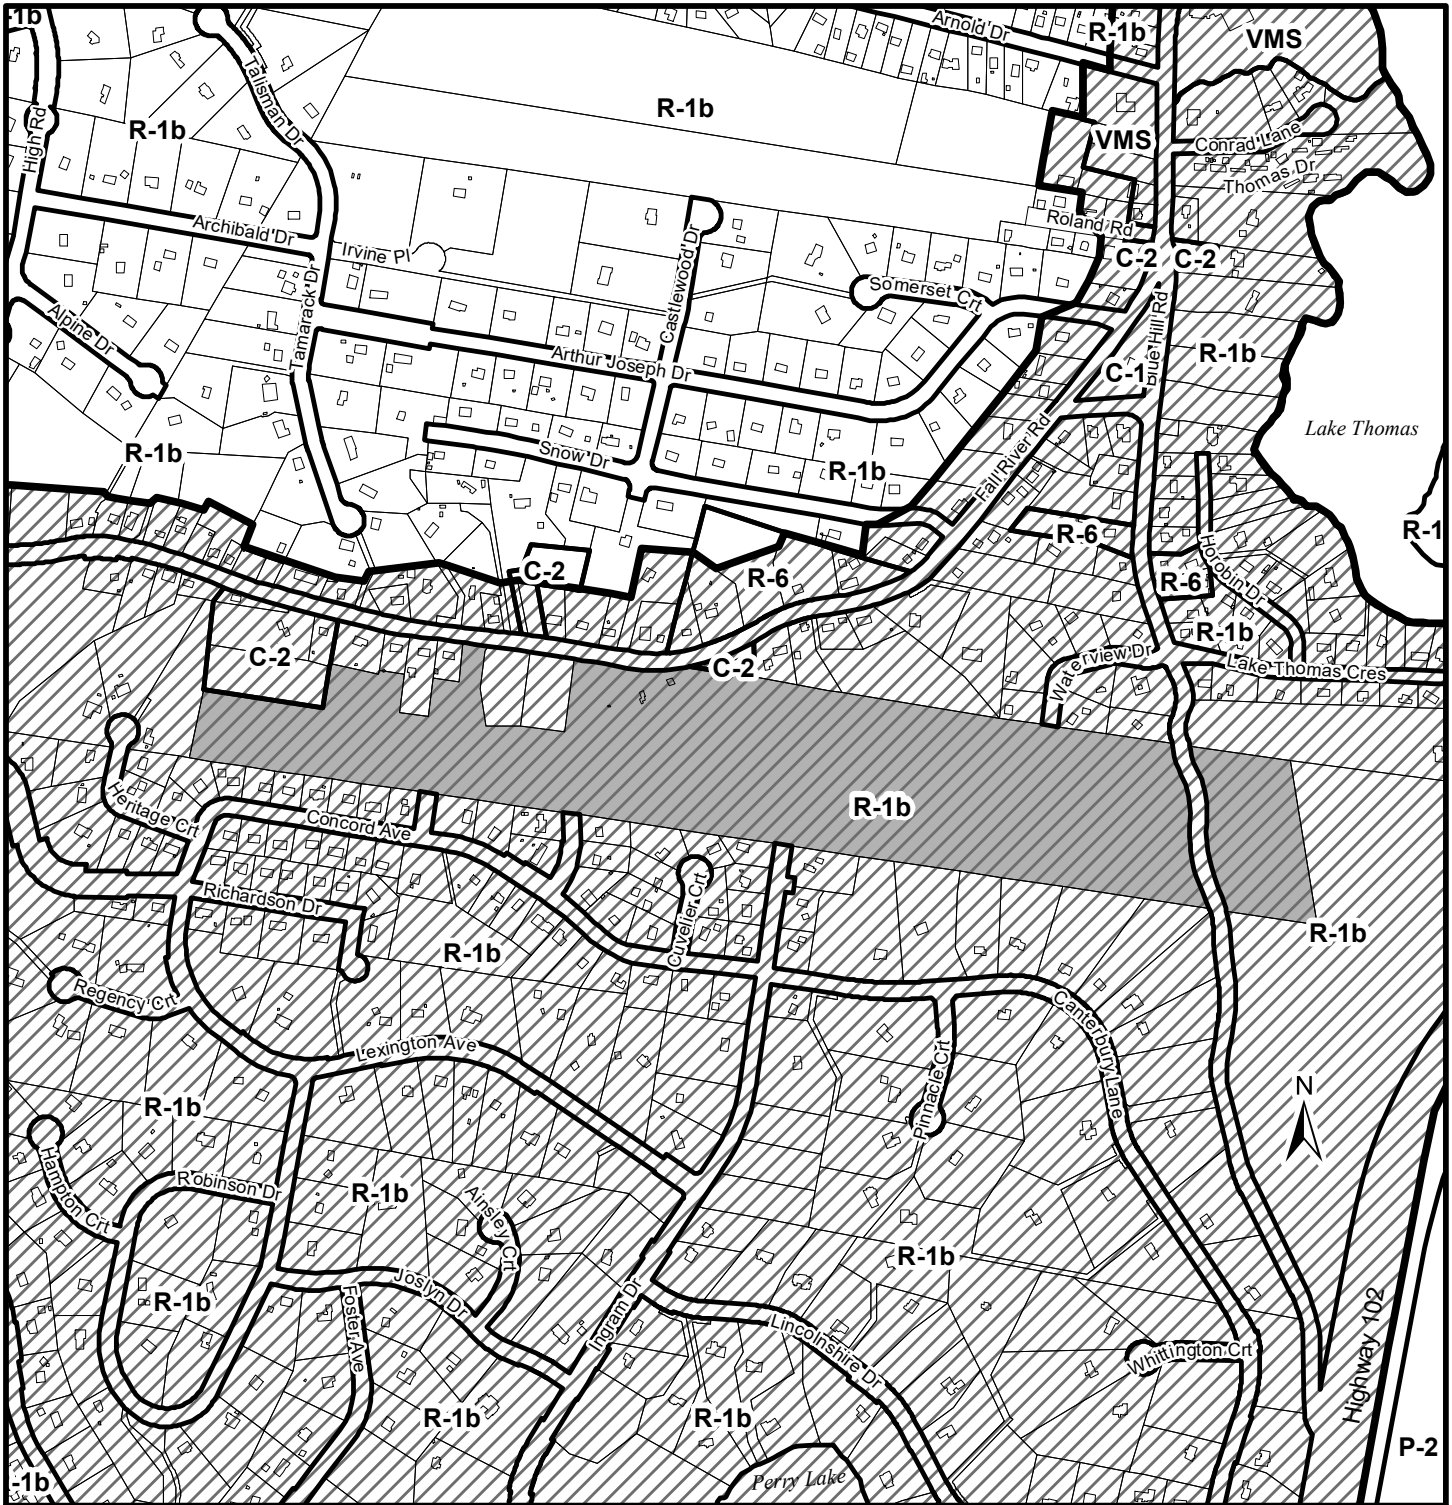 -1b
Arnold Dr
R-1b
VMS
Talisman Dr
R-1b
R-1b
High Rd
VMS
Conrad Lane
Thomas Dr
Archibald Dr
Irvine Pl
Roland Rd
Castlewood Dr
C-2
C-2
Tamarack Dr
Somerset Crt
Alpine Dr
Blue Hill Rd
Arthur Joseph Dr
C-1
R-1b
Lake Thomas
R-1b
Snow Dr
R-1b
Fall River Rd
R-6
R-1
C-2
R-6
Hobin Dr
R-6
R-1b
C-2
C-2
Waterview Dr
Lake Thomas Cres
R-1b
Heritage Crt
Concord Ave
Richardson Dr
Cuvelier Crt
R-1b
R-1b
Regency Crt
Lexington Ave
Canterbury Lane
Pinnacle Crt
N
R-1b
Hampton Crt
Robinson Dr
R-1b
Ainsley Crt
R-1b
R-1b
Joslyn Dr
Foster Ave
Ingram Dr
Lincolnshire Dr
Whittington Crt
Highway 102
R-1b
R-1b
P-2
-1b
Perry Lake